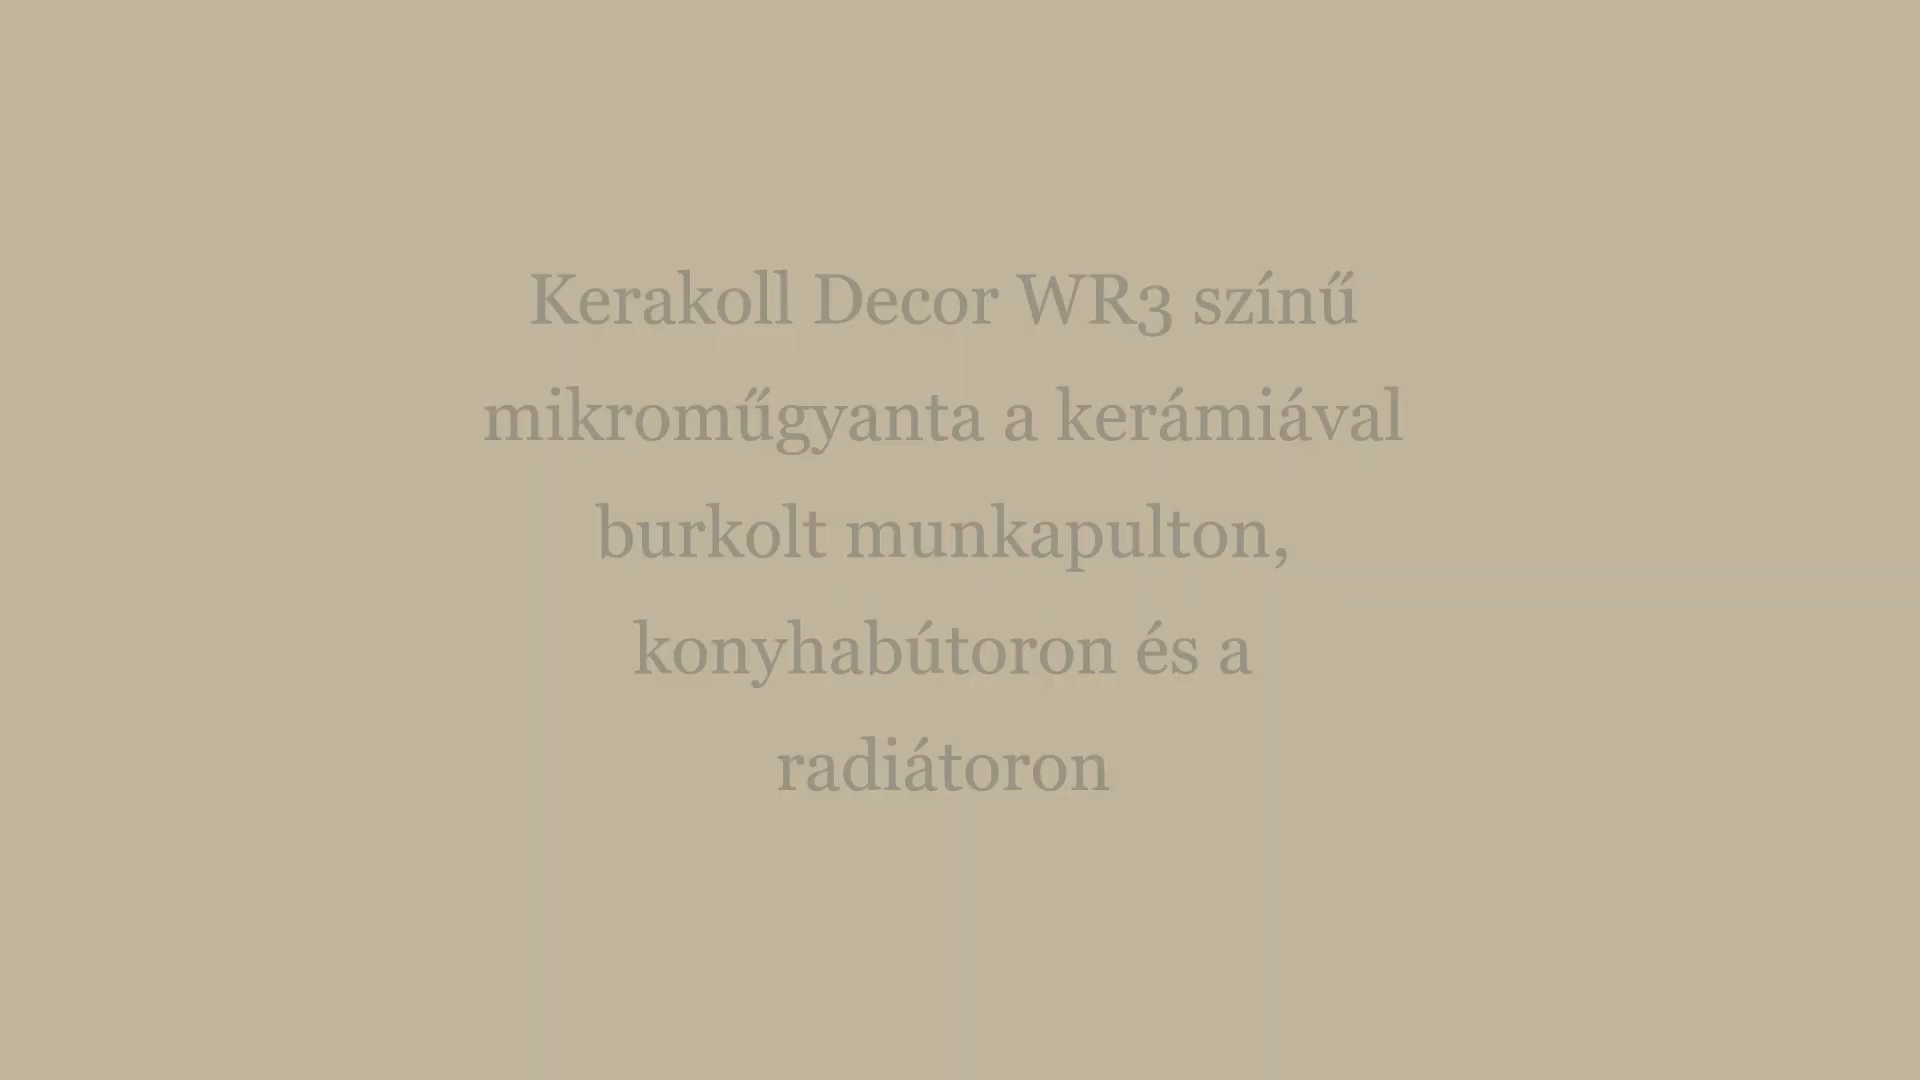 Kerakoll Decor WR3 színű
mikroműgyanta a kerámiával
burkolt munkapulton,
konyhabútoron és a
radiátoron